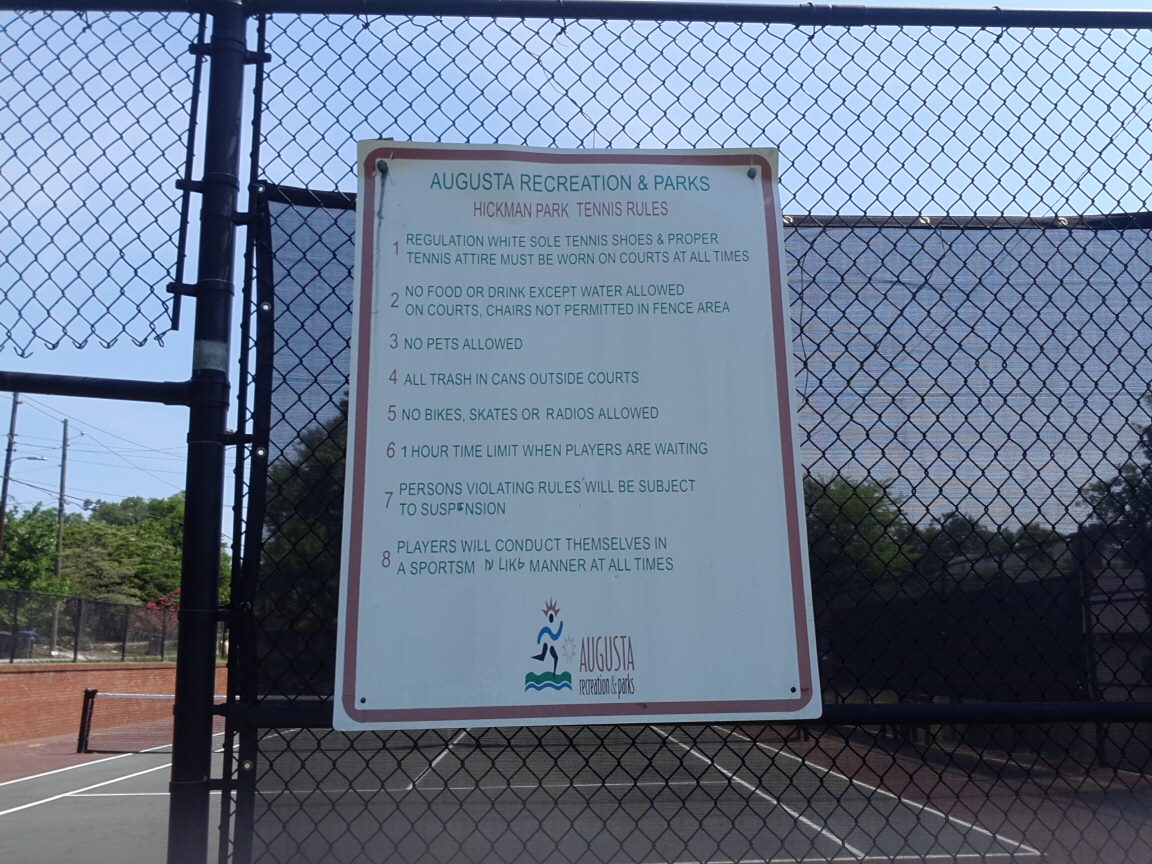 AUGUSTA RECREATION & PARKS
HICKMAN PARK TENNIS RULES
1 REGULATION WHITE SOLE TENNIS SHOES & PROPER
TENNIS ATTIRE MUST BE WORN ON COURTS AT ALL TIMES
2 NO FOOD OR DRINK EXCEPT WATER ALLOWED
ON COURTS, CHAIRS NOT PERMITTED IN FENCE AREA
3 NO PETS ALLOWED
4 ALL TRASH IN CANS OUTSIDE COURTS
5 NO BIKES, SKATES OR RADIOS ALLOWED
6 1 HOUR TIME LIMIT WHEN PLAYERS ARE WAITING
7 PERSONS VIOLATING RULES WILL BE SUBJECT
TO SUSPENSION
8 PLAYERS WILL CONDUCT THEMSELVES IN
A SPORTSM N LIKE MANNER AT ALL TIMES
AUGUSTA
recreation & parks